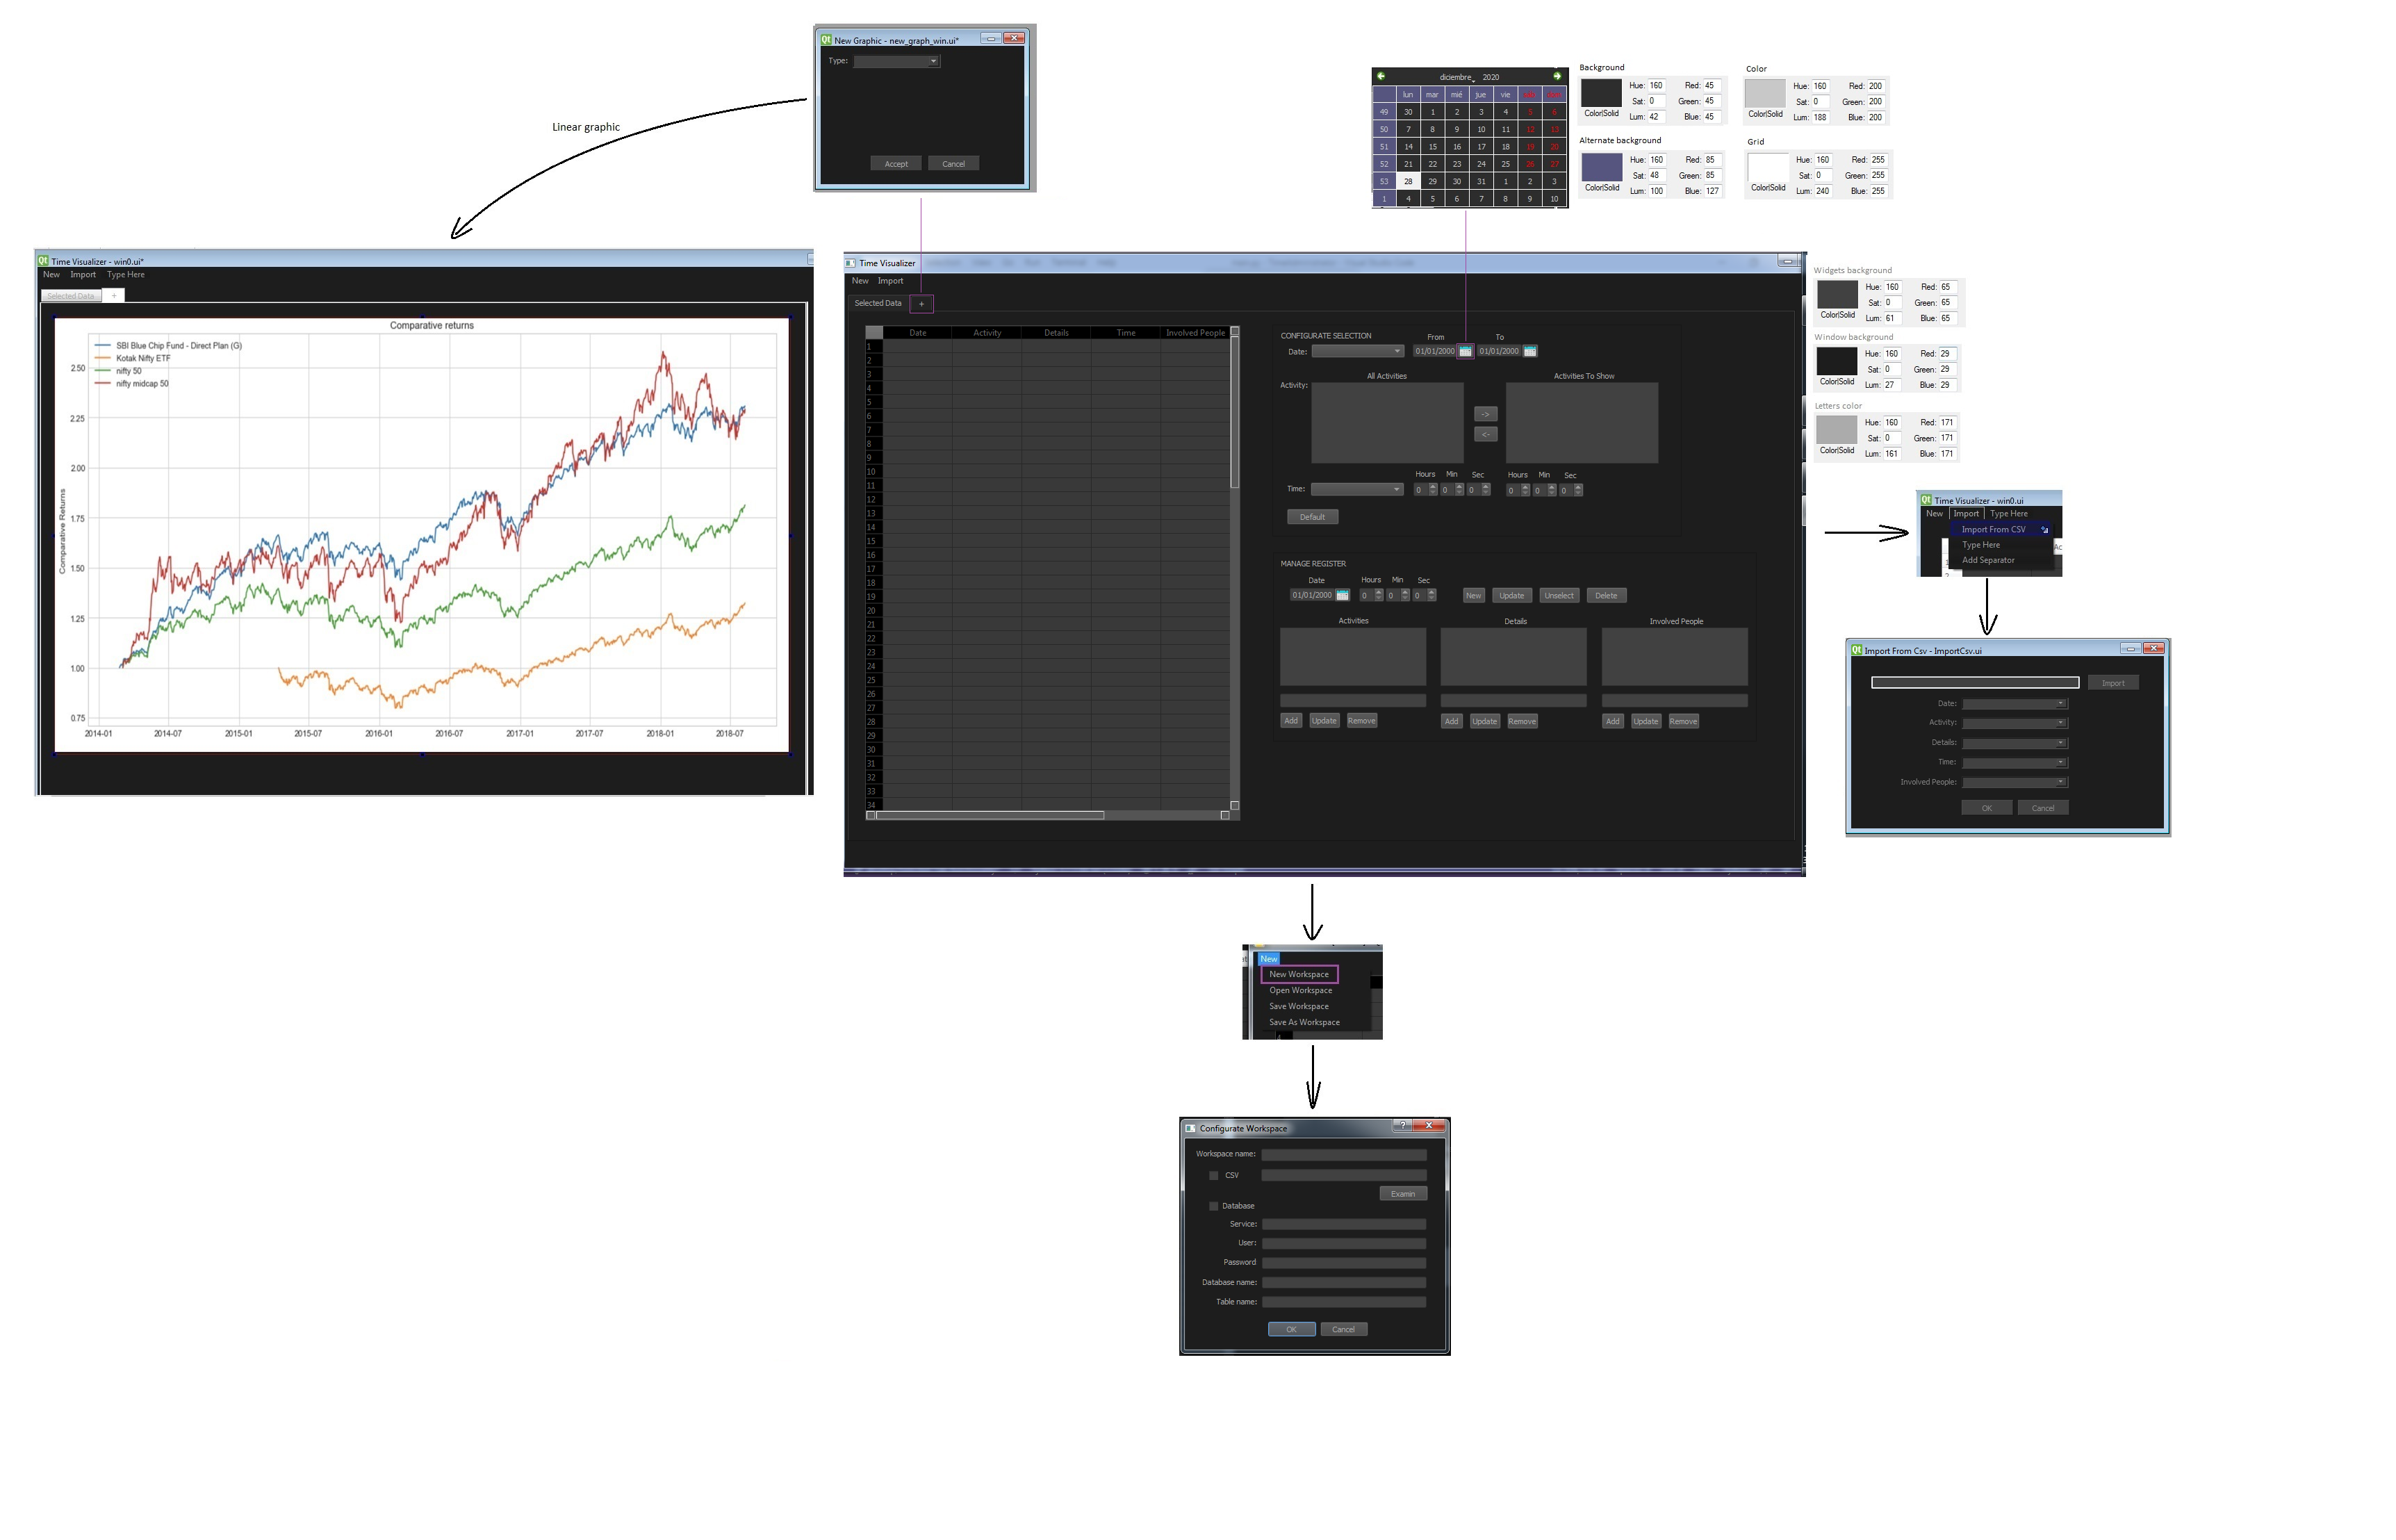 New Graphic - new_graph_win.ui*
Type:
Accept Cancel
Linear graphic
diciembre, 2020
lun mar mié jue vie
49 30 1 2 3 4 5 6
50 7 8 9 10 11 12 13
51 14 15 16 17 18 19 20
52 21 22 23 24 25 26 27
53 28 29 30 31 1 2 3
1 4 5 6 7 8 9 10
Background
Hue: 160 Red: 45
Sat: 0 Green: 45
Color|Solid Lum: 42 Blue: 45
Color
Hue: 160 Red: 200
Sat: 0 Green: 200
Color|Solid Lum: 188 Blue: 200
Alternate background
Hue: 160 Red: 85
Sat: 48 Green: 85
Color|Solid Lum: 100 Blue: 127
Grid
Hue: 160 Red: 255
Sat: 0 Green: 255
Color|Solid Lum: 240 Blue: 255
Time Visualizer - win0.ui*
New Import Type Here
Selected Data +
Comparative returns
SBI Blue Chip Fund - Direct Plan (G)
Kotak Nifty ETF
nifty 50
nifty midcap 50
Comparative Returns
2.50
2.25
2.00
1.75
1.50
1.25
1.00
0.75
2014-01 2014-07 2015-01 2015-07 2016-01 2016-07 2017-01 2017-07 2018-01 2018-07
Time Visualizer
New Import
Selected Data +
Date Activity Details Time Involved People
1
2
3
4
5
6
7
8
9
10
11
12
13
14
15
16
17
18
19
20
21
22
23
24
25
26
27
28
29
30
31
32
33
34
CONFIGURATE SELECTION From To
Date: 01/01/2000 01/01/2000
All Activities Activities To Show
Activity:
->
<-
Hours Min Sec Hours Min Sec
Time: 0 0 0 0 0 0
Default
MANAGE REGISTER
Date Hours Min Sec
01/01/2000 0 0 0 New Update Unselect Delete
Activities Details Involved People
Add Update Remove Add Update Remove Add Update Remove
Widgets background
Hue: 160 Red: 65
Sat: 0 Green: 65
Color|Solid Lum: 61 Blue: 65
Window background
Hue: 160 Red: 29
Sat: 0 Green: 29
Color|Solid Lum: 27 Blue: 29
Letters color
Hue: 160 Red: 171
Sat: 0 Green: 171
Color|Solid Lum: 161 Blue: 171
Time Visualizer - win0.ui
New Import Type Here
Import From CSV
Type Here Ac
Add Separator
Import From Csv - ImportCsv.ui
Import
Date:
Activity:
Details:
Time:
Involved People:
OK Cancel
New
New Workspace
Open Workspace
Save Workspace
Save As Workspace
Configurate Workspace
Workspace name:
CSV
Examin
Database
Service:
User:
Password
Database name:
Table name:
OK Cancel